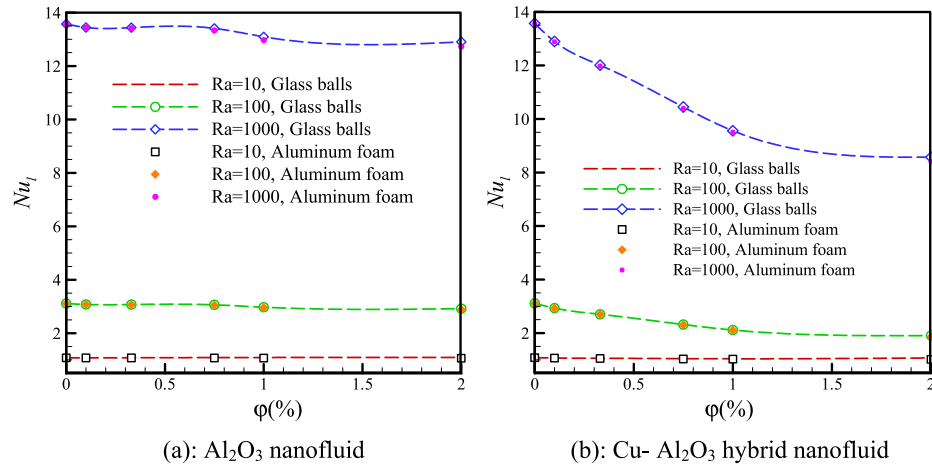 14
12
10
8
6
4
2
Nu_l
Ra=10, Glass balls
Ra=100, Glass balls
Ra=1000, Glass balls
Ra=10, Aluminum foam
Ra=100, Aluminum foam
Ra=1000, Aluminum foam
0 0.5 1 1.5 2
φ(%)
(a): Al₂O₃ nanofluid
14
12
10
8
6
4
2
Nu_l
Ra=10, Glass balls
Ra=100, Glass balls
Ra=1000, Glass balls
Ra=10, Aluminum foam
Ra=100, Aluminum foam
Ra=1000, Aluminum foam
0 0.5 1 1.5 2
φ(%)
(b): Cu- Al₂O₃ hybrid nanofluid